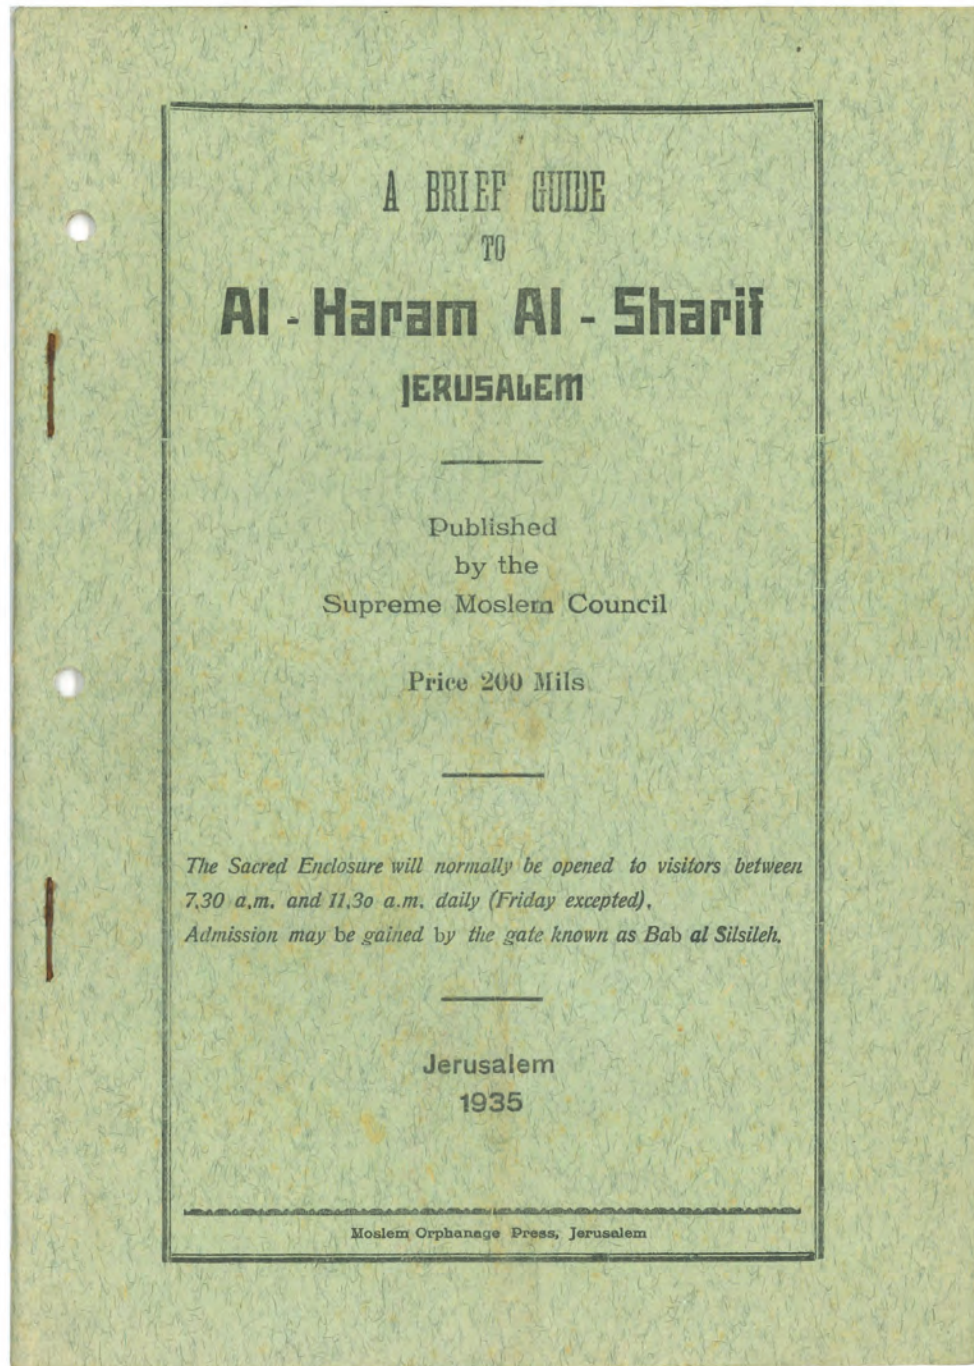 A BRIEF GUIDE
TO
Al - Haram Al - Sharif
JERUSALEM
Published
by the
Supreme Moslem Council
Price 200 Mils
The Sacred Enclosure will normally be opened to visitors between
7,30 a.m. and 11,3o a.m. daily (Friday excepted),
Admission may be gained by the gate known as Bab al Silsileh.
Jerusalem
1935
Moslem Orphanage Press, Jerusalem